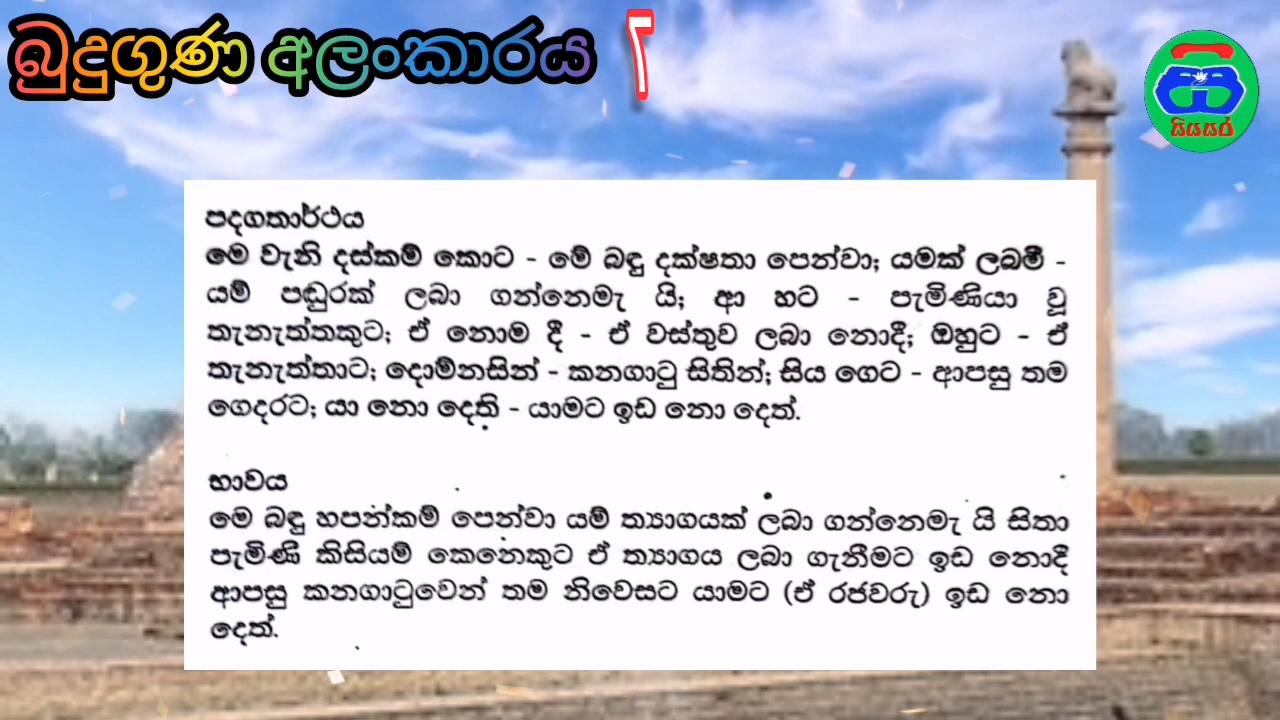 බුදුගුණ අලංකාරය
සියසර
පදගතාර්ථය
මෙ වැනි දස්කම් කොට - මේ බඳු දක්ෂතා පෙන්වා; යමක් ලබමී -
යම් පඬුරක් ලබා ගන්නෙමැ යි; ආ හට - පැමිණියා වූ
තැනැත්තකුට; ඒ නොම දී - ඒ වස්තුව ලබා නොදී; ඔහුට - ඒ
තැනැත්තාට; දොම්නසින් - කනගාටු සිතින්; සිය ගෙට - ආපසු තම
ගෙදරට; යා නො දෙති - යාමට ඉඩ නො දෙත්.
භාවය
මෙ බඳු හපන්කම් පෙන්වා යම් ත්‍යාගයක් ලබා ගන්නෙමැ යි සිතා
පැමිණි කිසියම් කෙනෙකුට ඒ ත්‍යාගය ලබා ගැනීමට ඉඩ නොදී
ආපසු කනගාටුවෙන් තම නිවෙසට යාමට (ඒ රජවරු) ඉඩ නො
දෙත්.